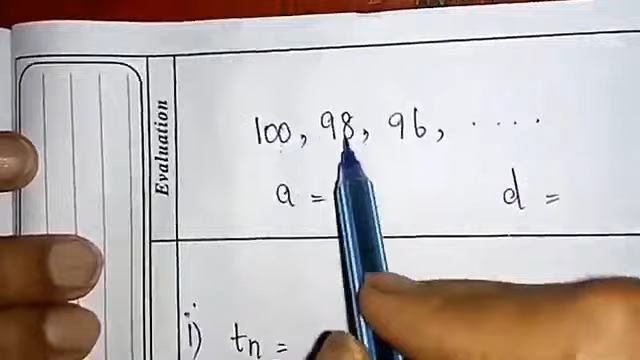 Evaluation
100, 98, 96, ....
a = d =
i) tn =